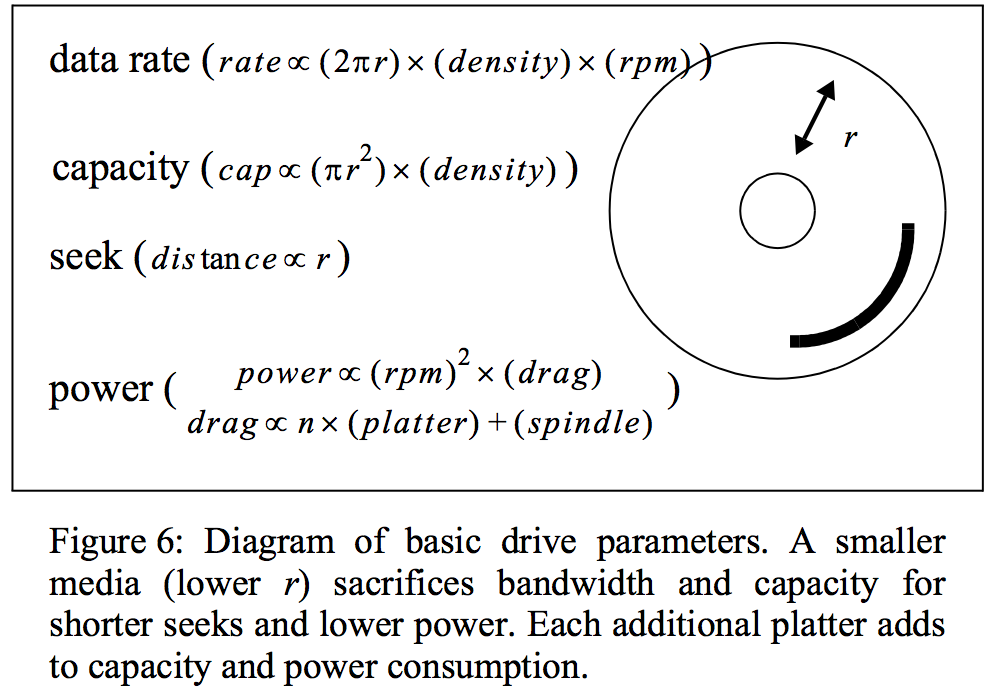 data rate (rate ∝ (2πr) × (density) × (rpm))
r
capacity (cap ∝ (πr²) × (density))
seek (distance ∝ r)
power ( power ∝ (rpm)² × (drag)
drag ∝ n × (platter) + (spindle) )
Figure 6: Diagram of basic drive parameters. A smaller
media (lower r) sacrifices bandwidth and capacity for
shorter seeks and lower power. Each additional platter adds
to capacity and power consumption.